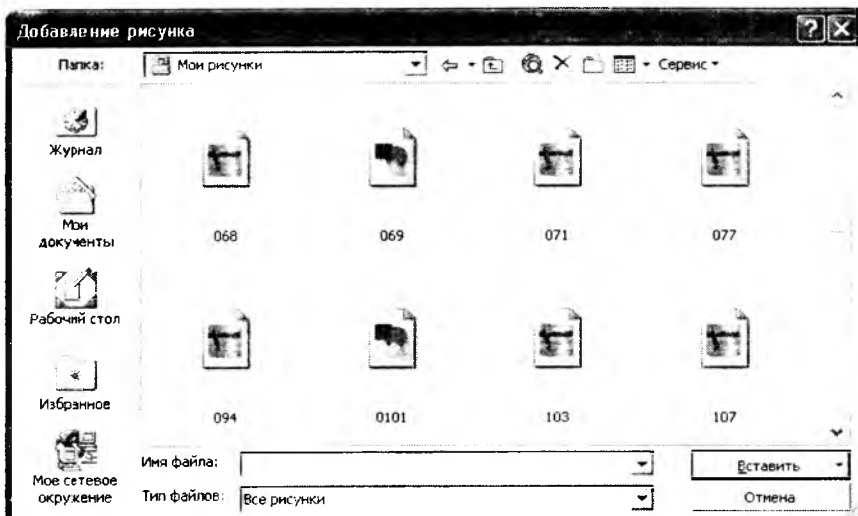 Добавление рисунка
Папка:
Мои рисунки
Сервис
Журнал
Мои документы
Рабочий стол
Избранное
Мое сетевое окружение
068
069
071
077
094
0101
103
107
Имя файла:
Вставить
Тип файлов:
Все рисунки
Отмена